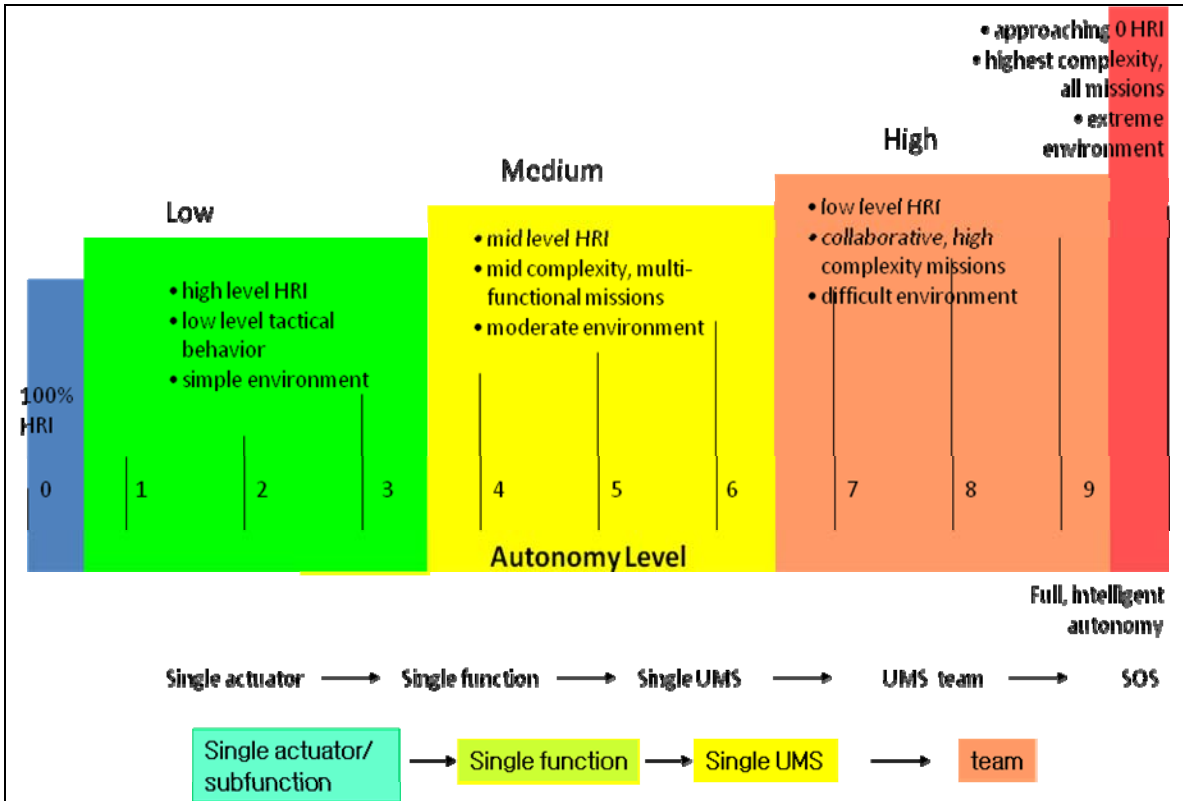 • approaching 0 HRI
• highest complexity,
all missions
• extreme
environment
High
Medium
Low
• low level HRI
• collaborative, high
complexity missions
• difficult environment
• mid level HRI
• mid complexity, multi-
functional missions
• moderate environment
• high level HRI
• low level tactical
behavior
• simple environment
100%
HRI
0 1 2 3 4 5 6 7 8 9
Autonomy Level
Full, intelligent
autonomy
Single actuator → Single function → Single UMS → UMS team → SOS
Single actuator/
subfunction
→ Single function → Single UMS → team